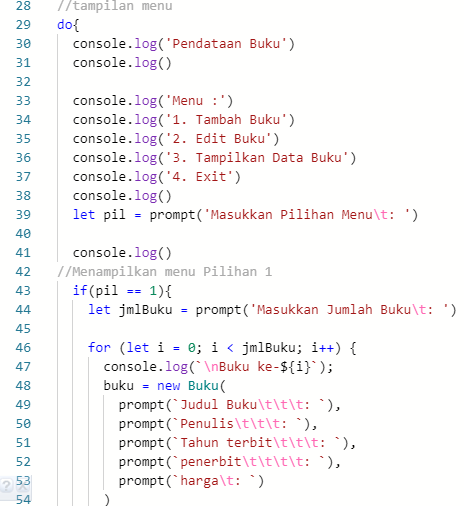 28 //tampilan menu
29 do{
30   console.log('Pendataan Buku')
31   console.log()
32
33   console.log('Menu :')
34   console.log('1. Tambah Buku')
35   console.log('2. Edit Buku')
36   console.log('3. Tampilkan Data Buku')
37   console.log('4. Exit')
38   console.log()
39   let pil = prompt('Masukkan Pilihan Menu\t: ')
40
41   console.log()
42 //Menampilkan menu Pilihan 1
43   if(pil == 1){
44     let jmlBuku = prompt('Masukkan Jumlah Buku\t: ')
45
46     for (let i = 0; i < jmlBuku; i++) {
47       console.log(`\nBuku ke-${i}`);
48       buku = new Buku(
49         prompt(`Judul Buku\t\t\t: `),
50         prompt(`Penulis\t\t\t: `),
51         prompt(`Tahun terbit\t\t\t: `),
52         prompt(`penerbit\t\t\t\t: `),
53         prompt(`harga\t: `)
54       )